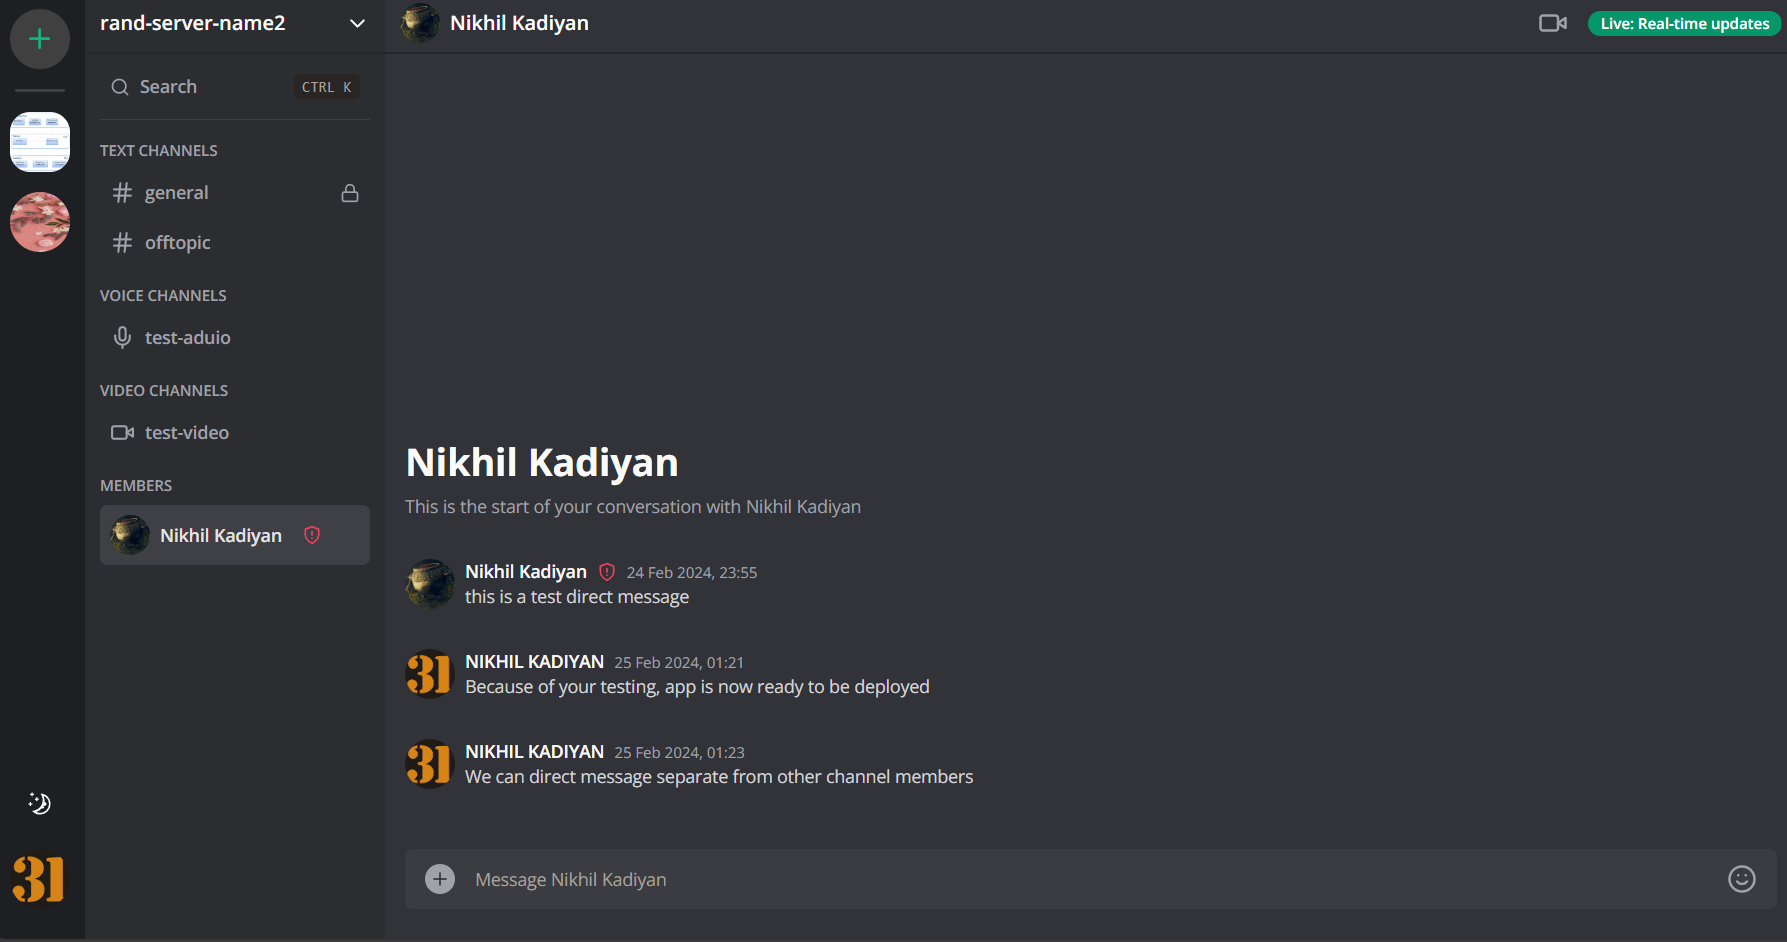 rand-server-name2
Search
CTRL K
TEXT CHANNELS
general
offtopic
VOICE CHANNELS
test-aduio
VIDEO CHANNELS
test-video
MEMBERS
Nikhil Kadiyan
31
Nikhil Kadiyan
Live: Real-time updates
Nikhil Kadiyan
This is the start of your conversation with Nikhil Kadiyan
Nikhil Kadiyan 24 Feb 2024, 23:55
this is a test direct message
31
NIKHIL KADIYAN 25 Feb 2024, 01:21
Because of your testing, app is now ready to be deployed
31
NIKHIL KADIYAN 25 Feb 2024, 01:23
We can direct message separate from other channel members
Message Nikhil Kadiyan